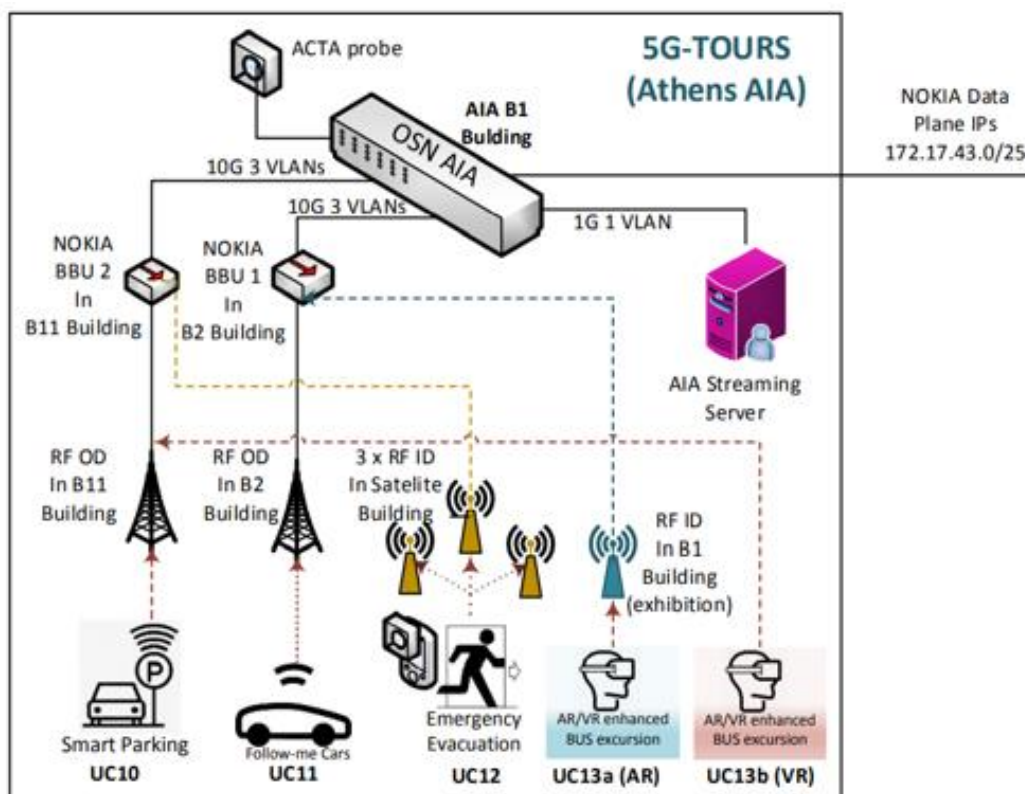 ACTA probe
5G-TOURS
(Athens AIA)
AIA B1
Bulding
OSN AIA
NOKIA Data
Plane IPs
172.17.43.0/25
10G 3 VLANs
10G 3 VLANs
1G 1 VLAN
NOKIA
BBU 2
In
B11 Building
NOKIA
BBU 1
In
B2 Building
AIA Streaming
Server
RF OD
In B11
Building
RF OD
In B2
Building
3 x RF ID
In Satelite
Building
RF ID
In B1
Building
(exhibition)
P
Smart Parking
UC10
Follow-me Cars
UC11
Emergency
Evacuation
UC12
AR/VR enhanced
BUS excursion
UC13a (AR)
AR/VR enhanced
BUS excursion
UC13b (VR)